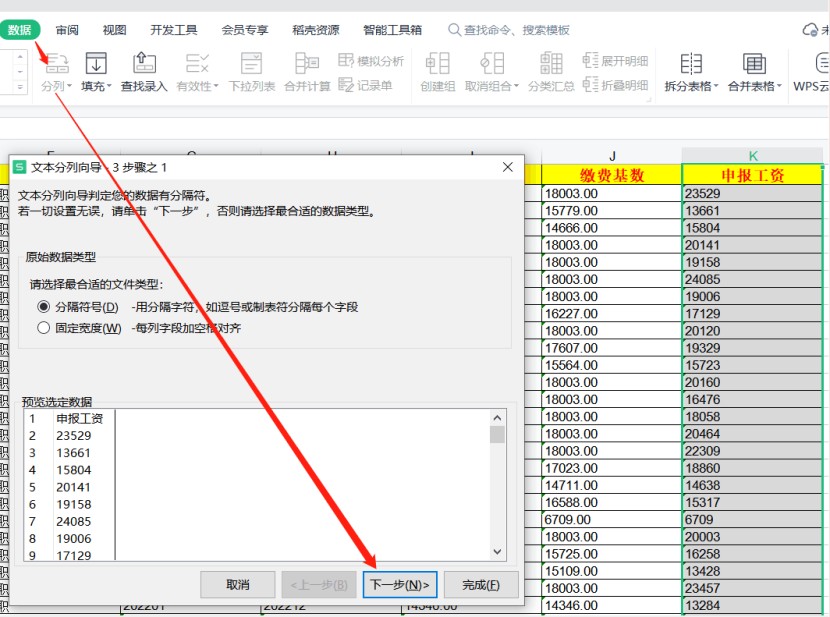 数据 审阅 视图 开发工具 会员专享 稻壳资源 智能工具箱 查找命令、搜索模板
分列 填充 查找录入 有效性 下拉列表 合并计算 模拟分析 记录单 创建组 取消组合 分类汇总 展开明细 折叠明细 拆分表格 合并表格 WPS云
J K
缴费基数 申报工资
文本分列向导 - 3 步骤之 1
文本分列向导判定您的数据有分隔符。
若一切设置无误，请单击“下一步”，否则请选择最合适的数据类型。
原始数据类型
请选择最合适的文件类型：
分隔符号(D) -用分隔字符，如逗号或制表符分隔每个字段
固定宽度(W) -每列字段加空格对齐
预览选定数据
1 申报工资
2 23529
3 13661
4 15804
5 20141
6 19158
7 24085
8 19006
9 17129
取消 <上一步(B) 下一步(N)> 完成(F)
18003.00 23529
15779.00 13661
14666.00 15804
18003.00 20141
18003.00 19158
18003.00 24085
18003.00 19006
16227.00 17129
18003.00 20120
17607.00 19329
15564.00 15723
18003.00 20160
18003.00 16476
18003.00 18058
18003.00 20464
18003.00 22309
17023.00 18860
14711.00 14638
16588.00 15317
6709.00 6709
18003.00 20003
15725.00 16258
15109.00 13428
18003.00 23457
202201 202212 14346.00 14346.00 13284